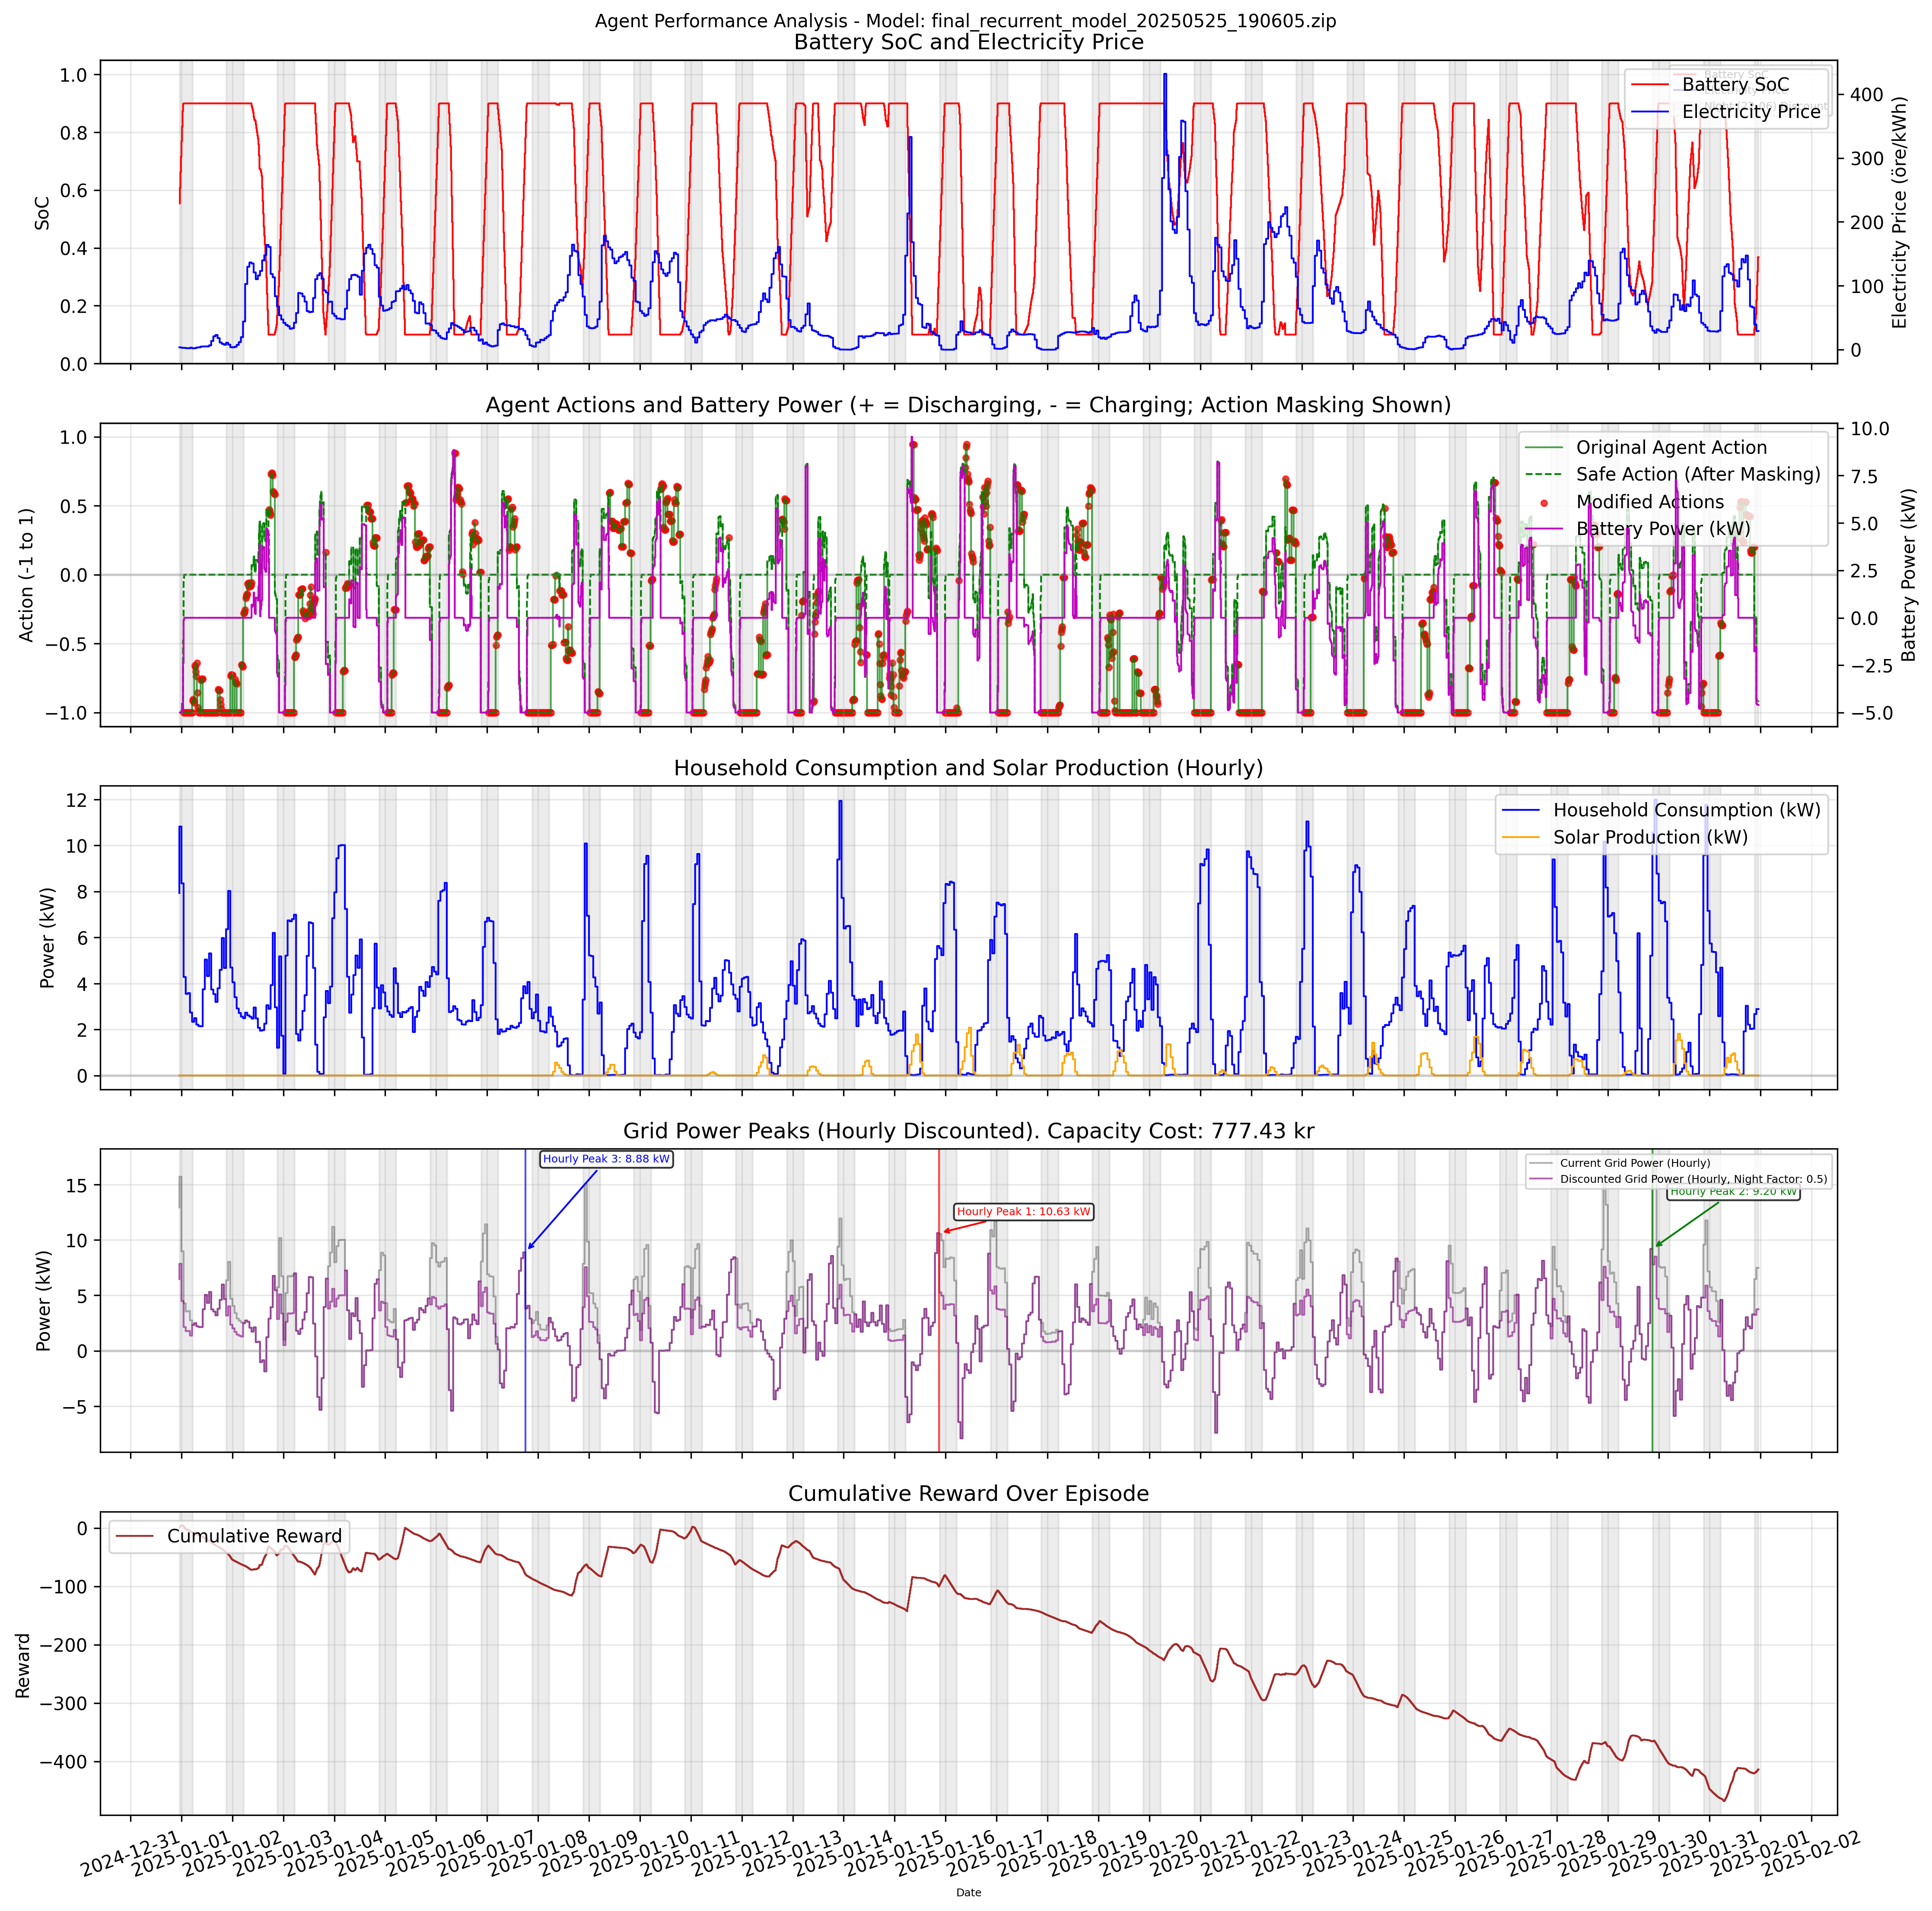 Agent Performance Analysis - Model: final_recurrent_model_20250525_190605.zip
Battery SoC and Electricity Price
1.0
0.8
0.6
0.4
0.2
0.0
SoC
400
300
200
100
0
Electricity Price (öre/kWh)
Battery SoC
Electricity Price
Agent Actions and Battery Power (+ = Discharging, - = Charging; Action Masking Shown)
1.0
0.5
0.0
−0.5
−1.0
Action (-1 to 1)
10.0
7.5
5.0
2.5
0.0
−2.5
−5.0
Battery Power (kW)
Original Agent Action
Safe Action (After Masking)
Modified Actions
Battery Power (kW)
Household Consumption and Solar Production (Hourly)
12
10
8
6
4
2
0
Power (kW)
Household Consumption (kW)
Solar Production (kW)
Grid Power Peaks (Hourly Discounted). Capacity Cost: 777.43 kr
15
10
5
0
−5
Power (kW)
Hourly Peak 3: 8.88 kW
Hourly Peak 1: 10.63 kW
Current Grid Power (Hourly)
Discounted Grid Power (Hourly, Night Factor: 0.5)
Hourly Peak 2: 9.20 kW
Cumulative Reward Over Episode
0
−100
−200
−300
−400
Reward
Cumulative Reward
2024-12-31
2025-01-01
2025-01-01
2025-01-02
2025-01-03
2025-01-04
2025-01-05
2025-01-06
2025-01-07
2025-01-08
2025-01-09
2025-01-10
2025-01-11
2025-01-12
2025-01-13
2025-01-14
2025-01-15
2025-01-16
2025-01-17
2025-01-18
2025-01-19
2025-01-20
2025-01-21
2025-01-22
2025-01-23
2025-01-24
2025-01-25
2025-01-26
2025-01-27
2025-01-28
2025-01-29
2025-01-30
2025-01-31
2025-02-01
2025-02-02
Date